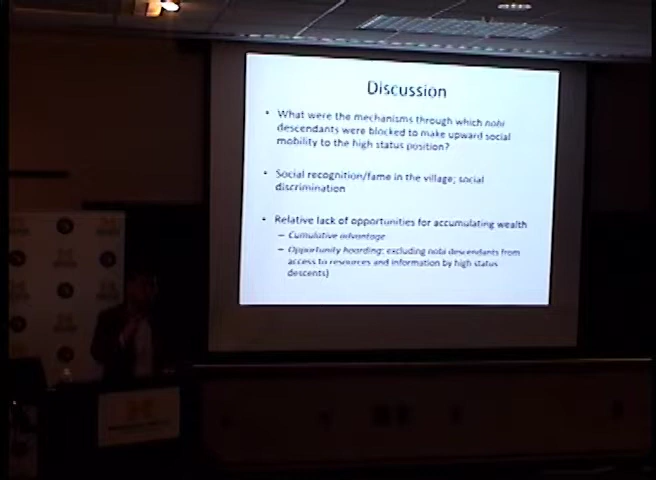 Discussion
• What were the mechanisms through which nobi
descendants were blocked to make upward social
mobility to the high status position?
• Social recognition/fame in the village; social
discrimination
• Relative lack of opportunities for accumulating wealth
– Cumulative advantage
– Opportunity hoarding: excluding nobi descendants from
access to resources and information by high status
descents)